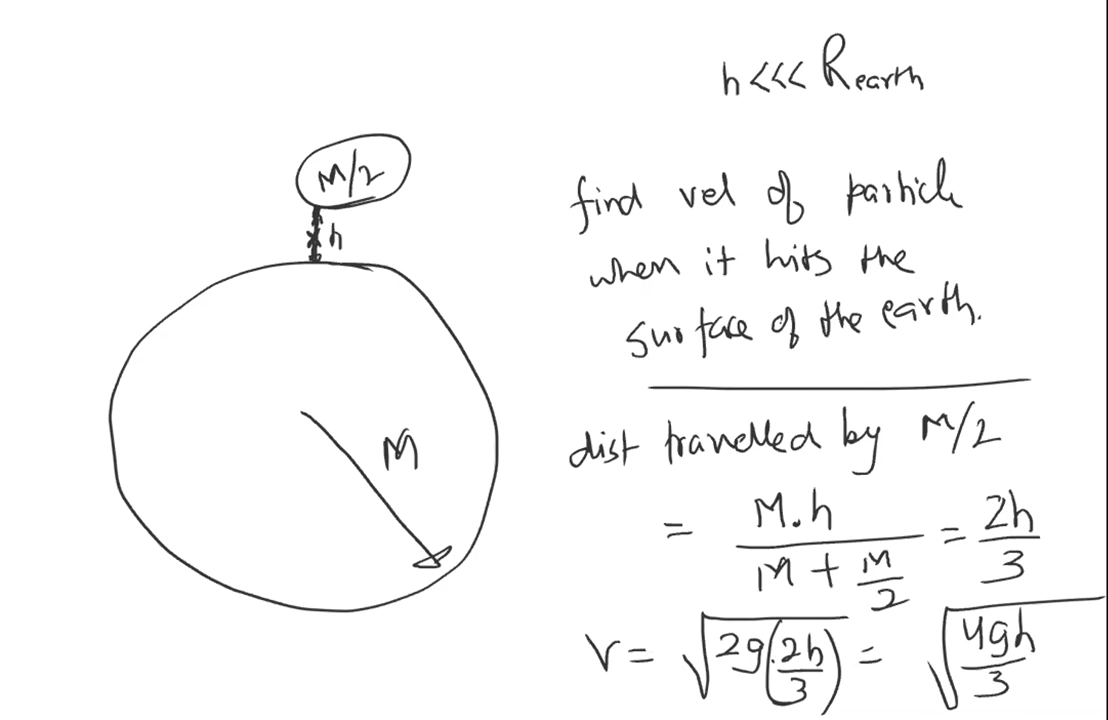 h <<< Rearth
M/2
h
find vel of particle
when it hits the
surface of the earth.
M
dist travelled by M/2
= M.h / (M + M/2) = 2h/3
V = √(2g(2h/3)) = √(4gh/3)